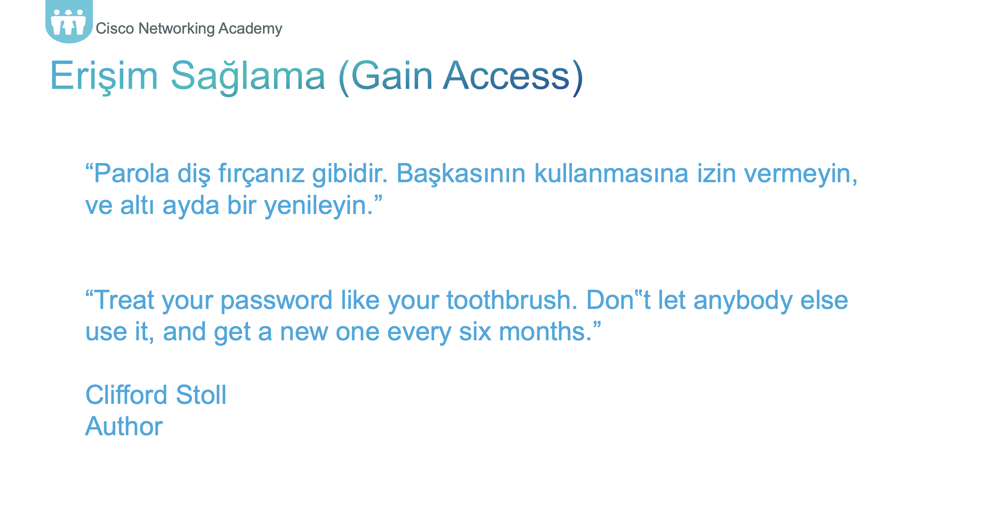 Cisco Networking Academy
Erişim Sağlama (Gain Access)
“Parola diş fırçanız gibidir. Başkasının kullanmasına izin vermeyin,
ve altı ayda bir yenileyin.”
“Treat your password like your toothbrush. Don‟t let anybody else
use it, and get a new one every six months.”
Clifford Stoll
Author